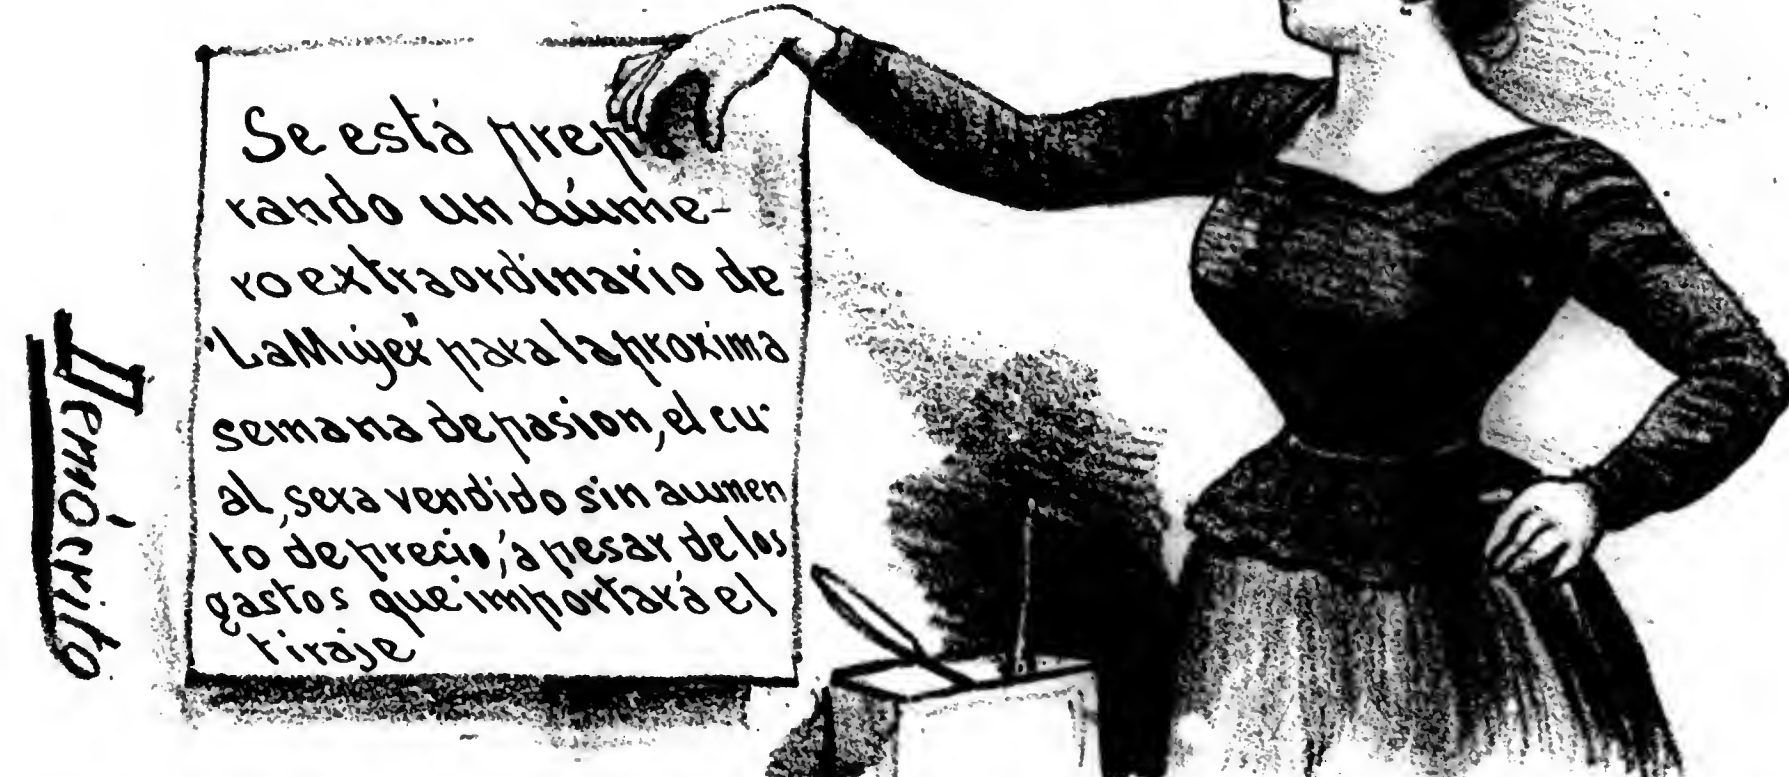 Se está prep
rando un núme-
ro extraordinario de
"La Mujer" para la proxima
semana de pasion, el cu-
al, sera vendido sin aumen
to de precio, á pesar de los
gastos que importará el
tiraje
Demócrito